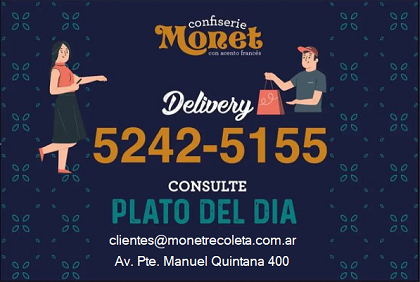 confiserie
Monet
con acento francés
Delivery
5242-5155
CONSULTE
PLATO DEL DIA
clientes@monetrecoleta.com.ar
Av. Pte. Manuel Quintana 400